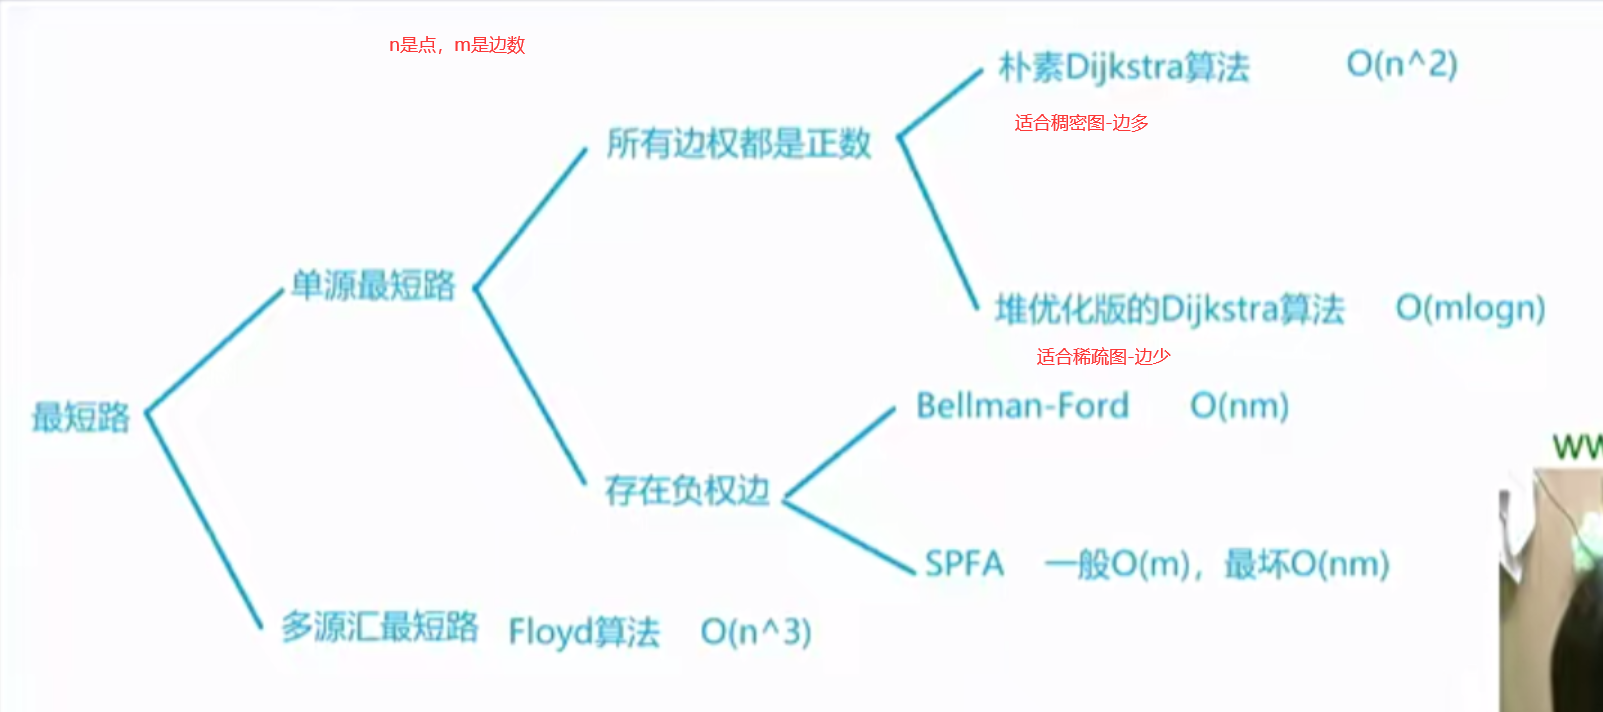 n是点，m是边数
朴素Dijkstra算法 O(n^2)
适合稠密图-边多
所有边权都是正数
单源最短路
堆优化版的Dijkstra算法 O(mlogn)
适合稀疏图-边少
最短路
Bellman-Ford O(nm)
存在负权边
SPFA 一般O(m)，最坏O(nm)
多源汇最短路 Floyd算法 O(n^3)